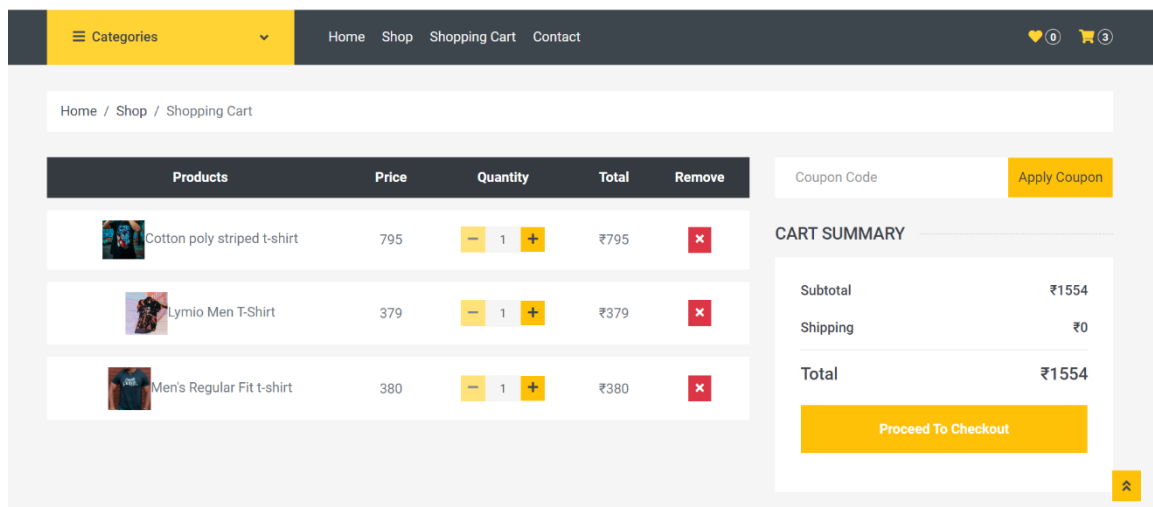 Categories
Home Shop Shopping Cart Contact
0 3
Home / Shop / Shopping Cart
Products Price Quantity Total Remove
Cotton poly striped t-shirt 795 − 1 + ₹795 ×
Lymio Men T-Shirt 379 − 1 + ₹379 ×
Men's Regular Fit t-shirt 380 − 1 + ₹380 ×
Coupon Code Apply Coupon
CART SUMMARY
Subtotal ₹1554
Shipping ₹0
Total ₹1554
Proceed To Checkout